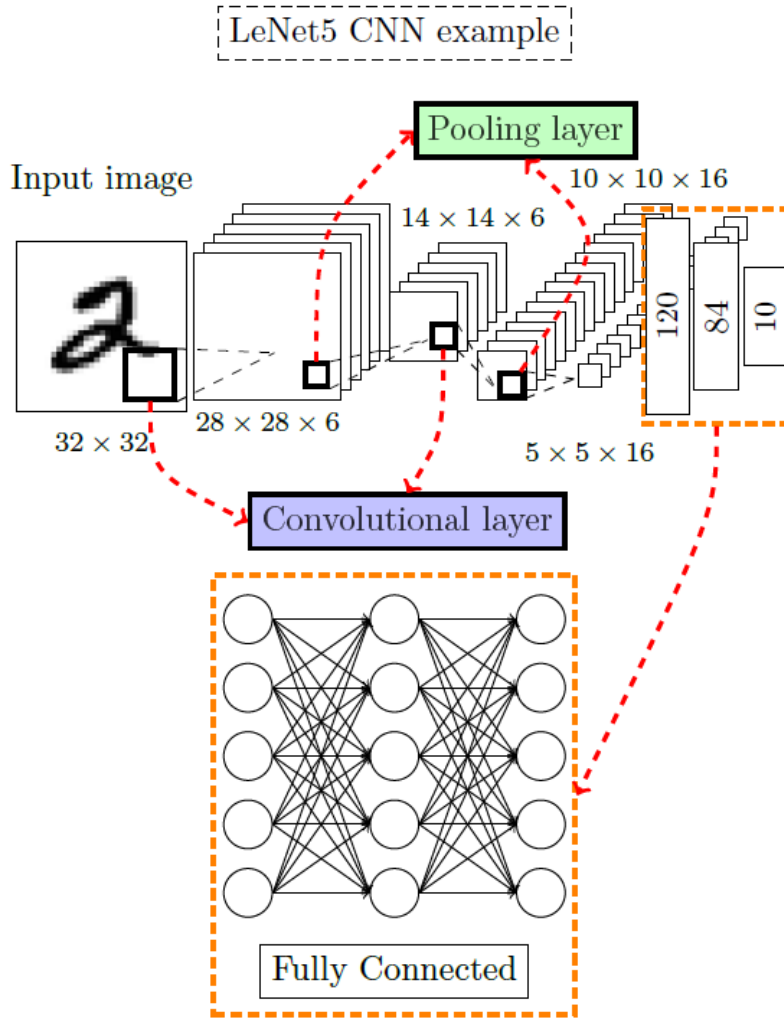 LeNet5 CNN example
Pooling layer
Input image
10 × 10 × 16
14 × 14 × 6
120
84
10
28 × 28 × 6
32 × 32
5 × 5 × 16
Convolutional layer
Fully Connected